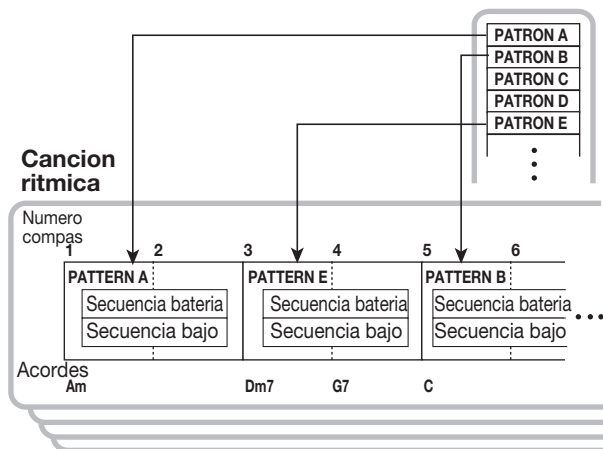 PATRON A
PATRON B
PATRON C
PATRON D
PATRON E
Cancion
ritmica
Numero
compas
1 2 3 4 5 6
PATTERN A PATTERN E PATTERN B
Secuencia bateria Secuencia bateria Secuencia bateria
Secuencia bajo Secuencia bajo Secuencia bajo
Acordes
Am Dm7 G7 C